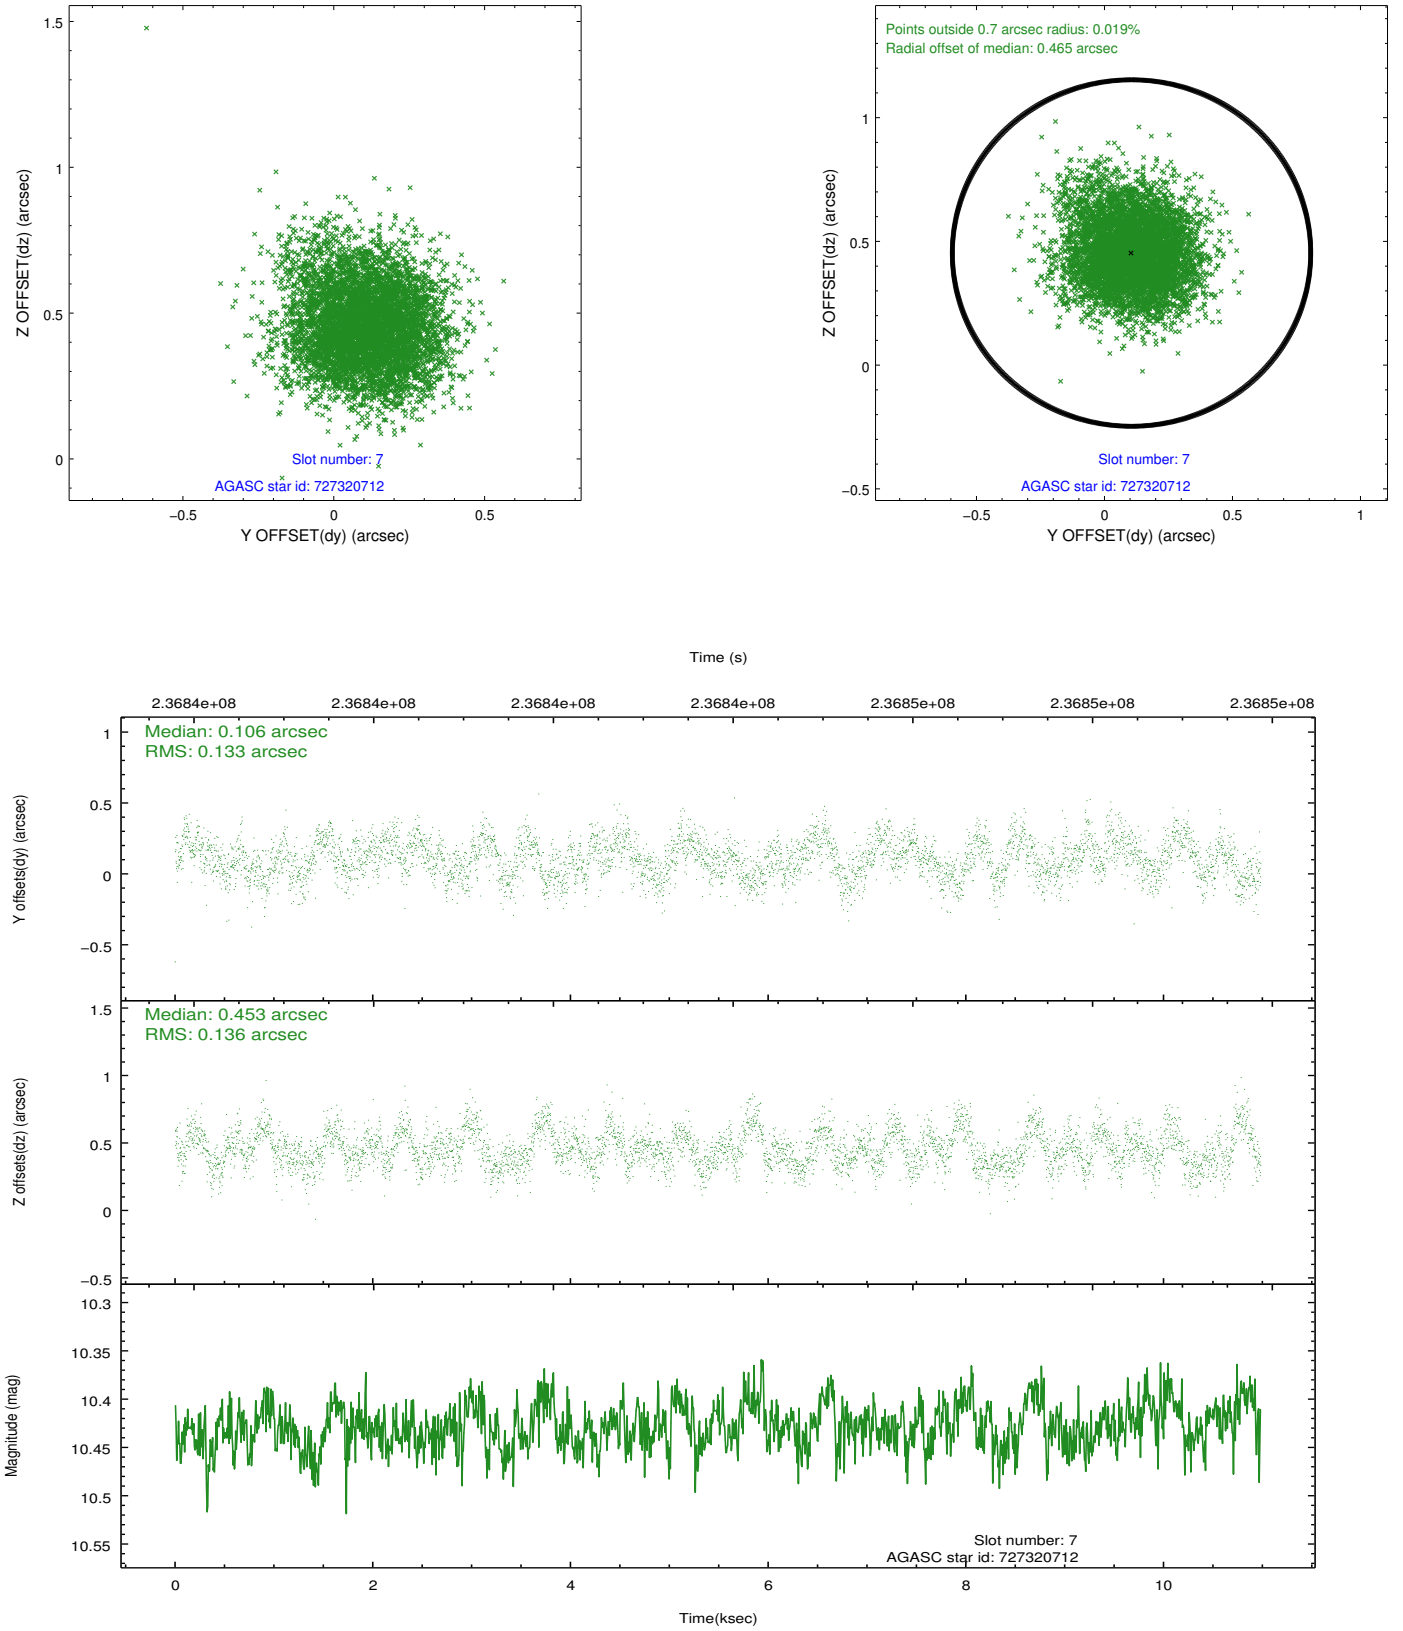 1.5
1
0.5
0
Z OFFSET(dz) (arcsec)
Slot number: 7
AGASC star id: 727320712
−0.5 0 0.5
Y OFFSET(dy) (arcsec)
Points outside 0.7 arcsec radius: 0.019%
Radial offset of median: 0.465 arcsec
1
0.5
0
−0.5
Z OFFSET(dz) (arcsec)
Slot number: 7
AGASC star id: 727320712
−0.5 0 0.5 1
Y OFFSET(dy) (arcsec)
Time (s)
2.3684e+08 2.3684e+08 2.3684e+08 2.3684e+08 2.3685e+08 2.3685e+08 2.3685e+08
Median: 0.106 arcsec
RMS: 0.133 arcsec
1
0.5
0
−0.5
Y offsets(dy) (arcsec)
Median: 0.453 arcsec
RMS: 0.136 arcsec
1.5
1
0.5
0
−0.5
Z offsets(dz) (arcsec)
10.3
10.35
10.4
10.45
10.5
10.55
Magnitude (mag)
Slot number: 7
AGASC star id: 727320712
0 2 4 6 8 10
Time(ksec)